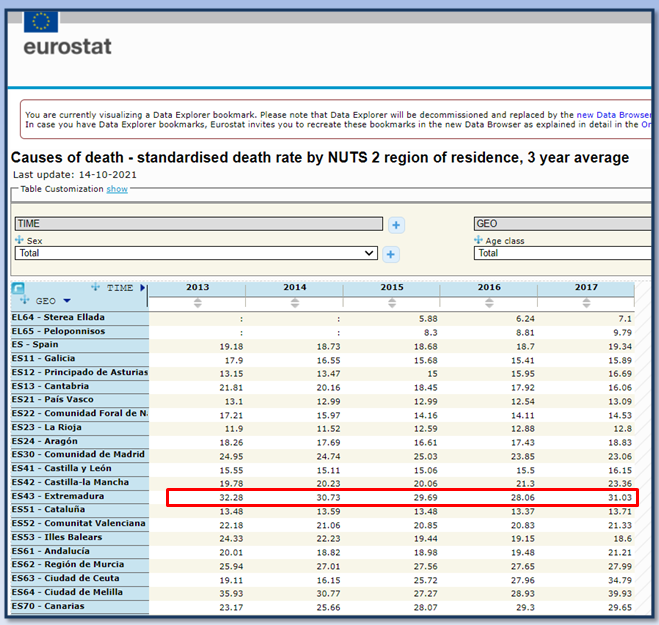 eurostat
You are currently visualizing a Data Explorer bookmark. Please note that Data Explorer will be decommissioned and replaced by the new Data Browser
In case you have Data Explorer bookmarks, Eurostat invites you to recreate these bookmarks in the new Data Browser as explained in detail in the
Causes of death - standardised death rate by NUTS 2 region of residence, 3 year average
Last update: 14-10-2021
Table Customization show
TIME GEO
Sex Age class
Total Total
TIME 2013 2014 2015 2016 2017
GEO
EL64 - Sterea Ellada : : 5.88 6.24 7.1
EL65 - Peloponnisos : : 8.3 8.81 9.79
ES - Spain 19.18 18.73 18.68 18.7 19.34
ES11 - Galicia 17.9 16.55 15.68 15.41 15.89
ES12 - Principado de Asturias 13.15 13.47 15 15.95 16.69
ES13 - Cantabria 21.81 20.16 18.45 17.92 16.06
ES21 - País Vasco 13.1 12.99 12.99 12.54 13.09
ES22 - Comunidad Foral de 17.21 15.97 14.16 14.11 14.53
ES23 - La Rioja 11.9 11.52 12.59 12.88 12.8
ES24 - Aragón 18.26 17.69 16.61 17.43 18.83
ES30 - Comunidad de Madrid 24.95 24.74 25.03 23.85 23.06
ES41 - Castilla y León 15.55 15.11 15.06 15.5 16.15
ES42 - Castilla-la Mancha 19.78 20.23 20.06 21.3 23.36
ES43 - Extremadura 32.28 30.73 29.69 28.06 31.03
ES51 - Cataluña 13.48 13.59 13.48 13.37 13.71
ES52 - Comunitat Valenciana 22.18 21.06 20.85 20.83 21.33
ES53 - Illes Balears 24.33 22.23 19.44 19.15 18.6
ES61 - Andalucía 20.01 18.82 18.98 19.48 21.21
ES62 - Región de Murcia 25.94 27.01 27.56 27.65 27.99
ES63 - Ciudad de Ceuta 19.11 16.15 25.72 27.96 34.79
ES64 - Ciudad de Melilla 35.93 30.77 27.27 28.93 39.93
ES70 - Canarias 23.17 25.66 28.07 29.3 29.65